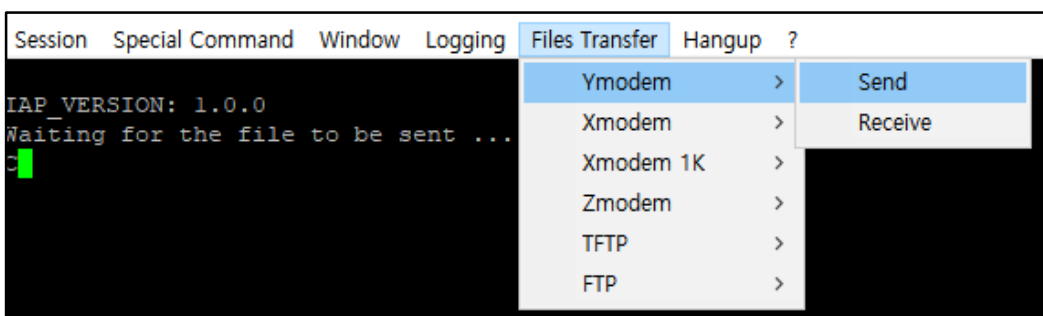 Session Special Command Window Logging Files Transfer Hangup ?
IAP_VERSION: 1.0.0
Waiting for the file to be sent ...
C
Ymodem >
Xmodem >
Xmodem 1K >
Zmodem >
TFTP >
FTP >
Send
Receive